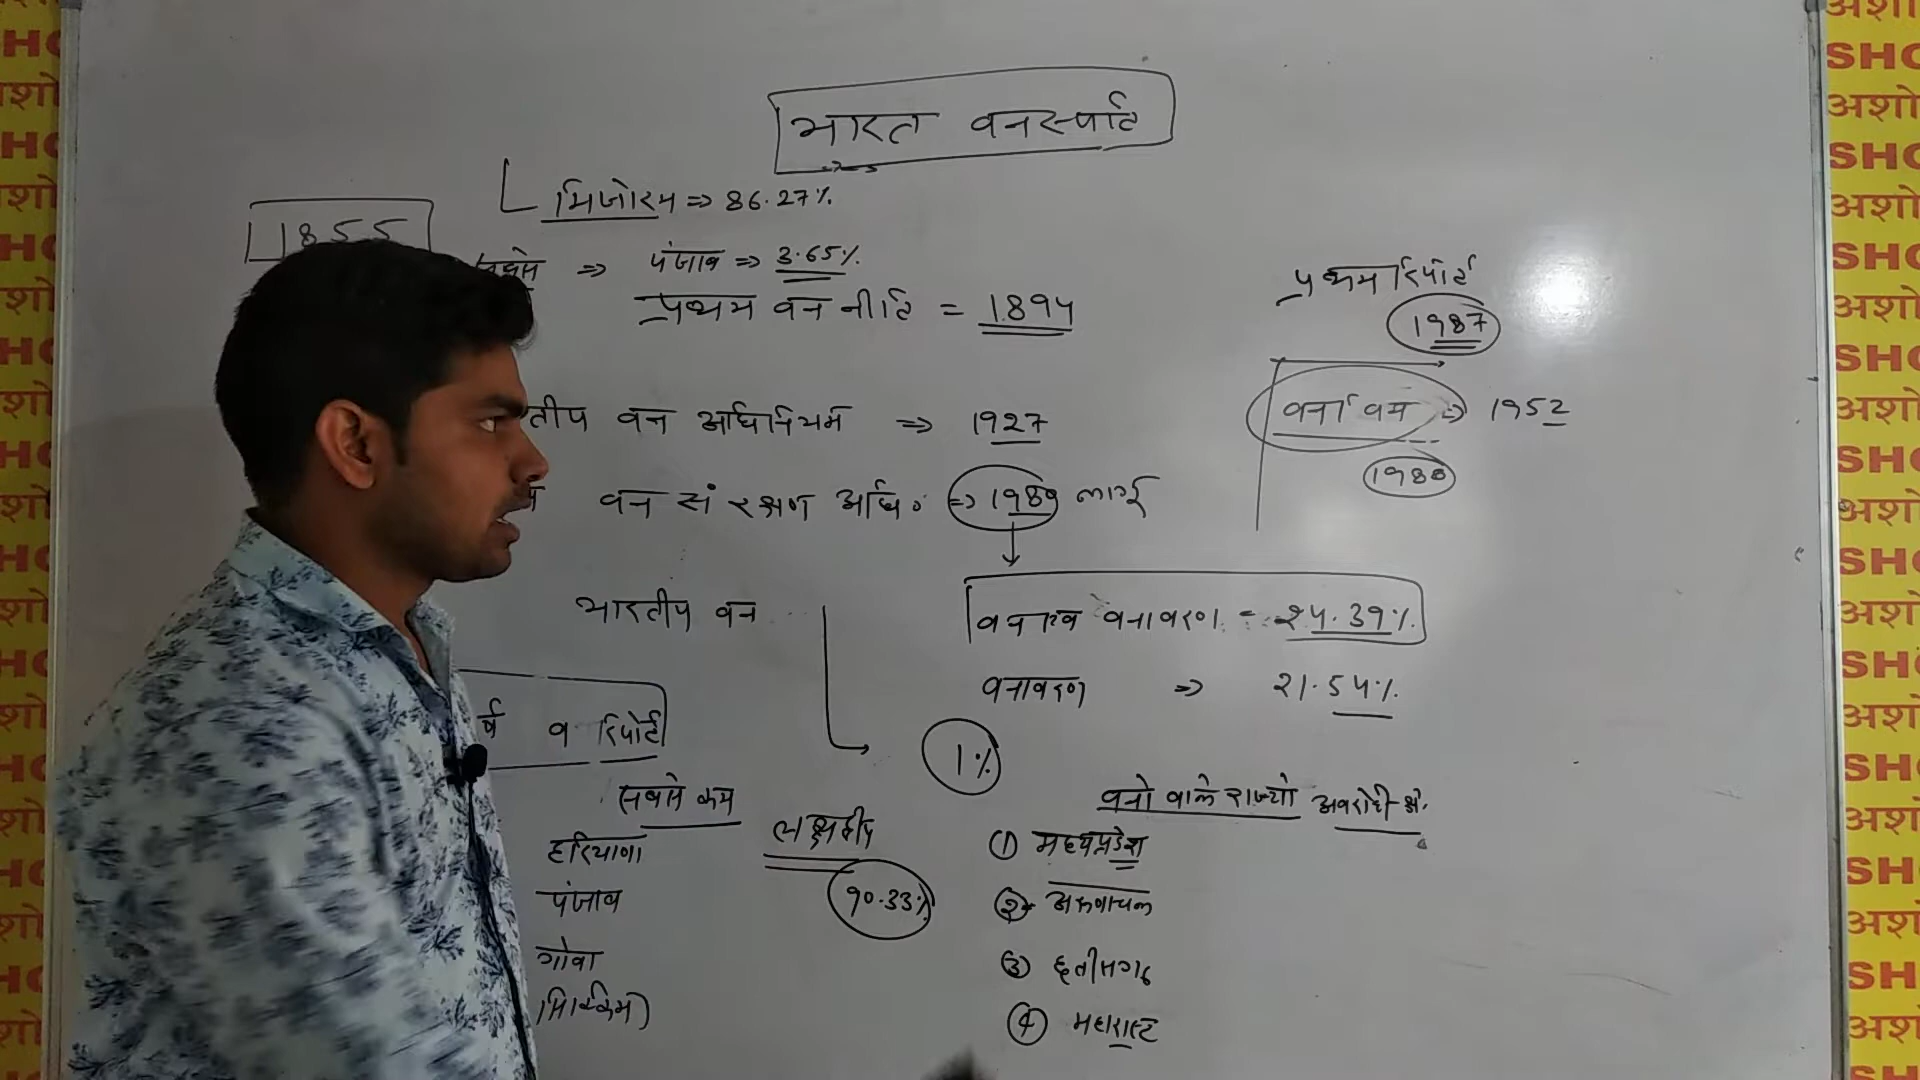 भारत वनस्पति
मिजोरम => 86.27%
1855
=> पंजाब => 3.65%
प्रथम वन नीति = 1894
प्रथम रिपोर्ट
1987
तीय वन अधिनियम => 1927
=> 1952
1988
वन संरक्षण अधि० => 1980 लागू
भारतीय वन
वन एव वनावरण - 24.39%
वनावरण => 21.54%
र्ष व रिपोर्ट
1%
सबसे कम
हरियाणा
पंजाब
गोवा
सिक्किम)
लक्षद्वीप
90.33%
वनो वाले राज्यो अवरोही क्र.
① मध्यप्रदेश
② अरुणाचल
③ छत्तीसगढ
④ महाराष्ट